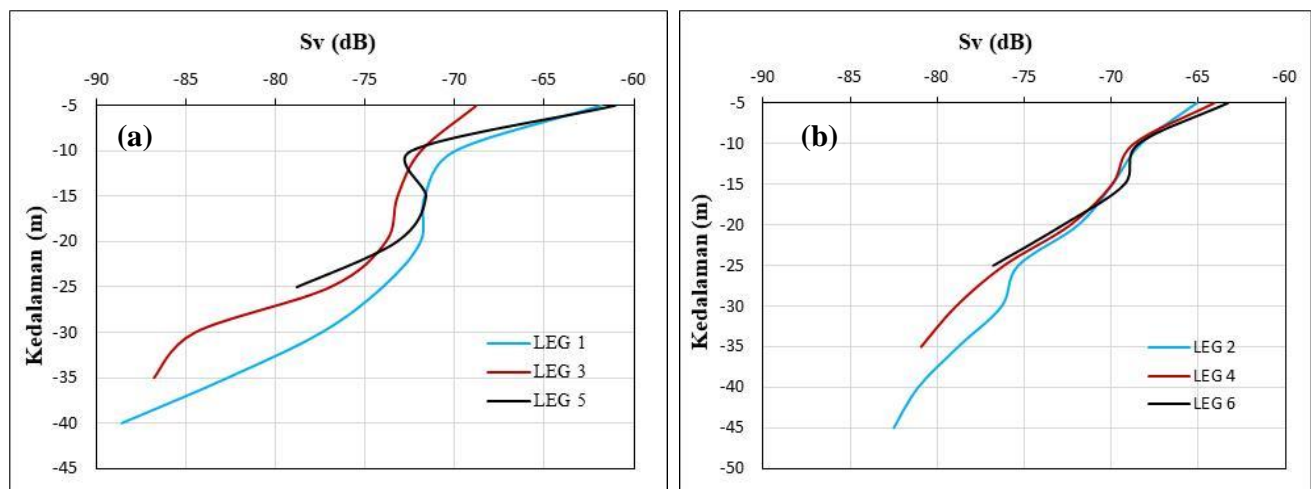 Sv (dB)
-90 -85 -80 -75 -70 -65 -60
(a)
Kedalaman (m)
-5
-10
-15
-20
-25
-30
-35
-40
-45
LEG 1
LEG 3
LEG 5
Sv (dB)
-90 -80 -75 -70 -65 -60
(b)
Kedalaman (m)
-5
-10
-15
-20
-25
-30
-35
-40
-45
-50
LEG 2
LEG 4
LEG 6